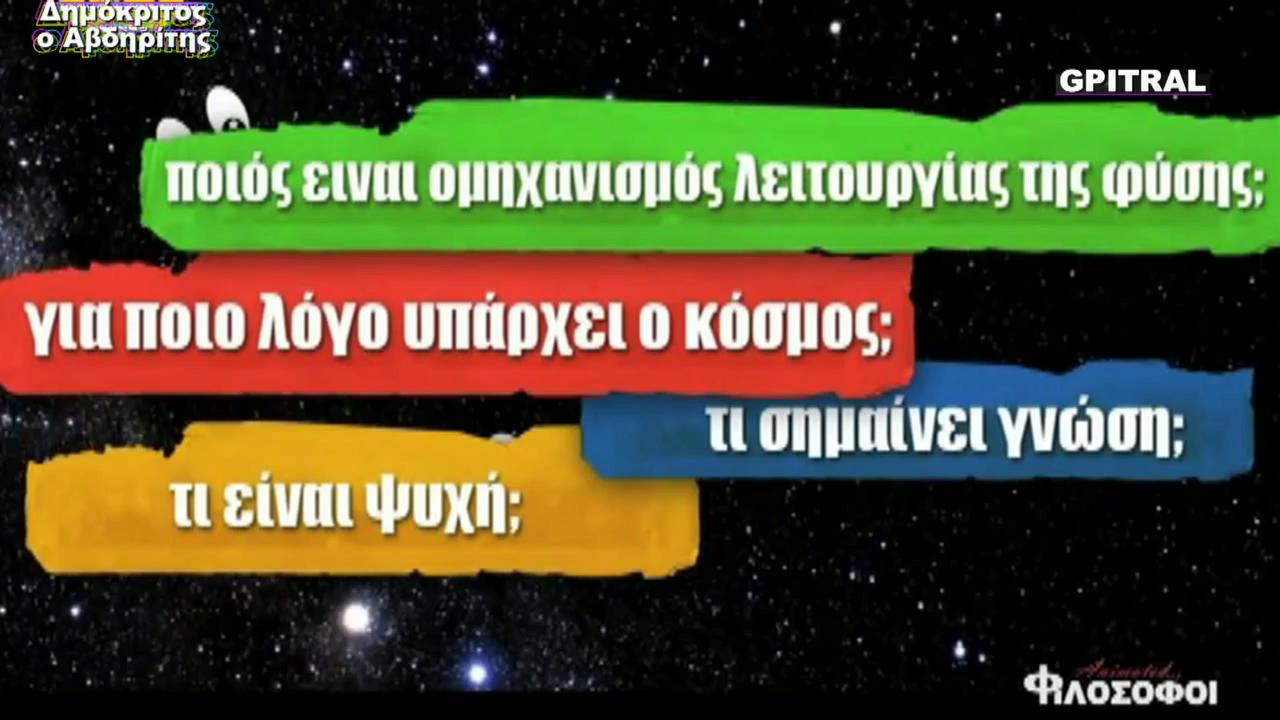 Δημόκριτος
ο Αβδηρίτης
GPITRAL
ποιός ειναι ομηχανισμός λειτουργίας της φύσης;
για ποιο λόγο υπάρχει ο κόσμος;
τι σημαίνει γνώση;
τι είναι ψυχή;
Animated...
ΦΙΛΟΣΟΦΟΙ